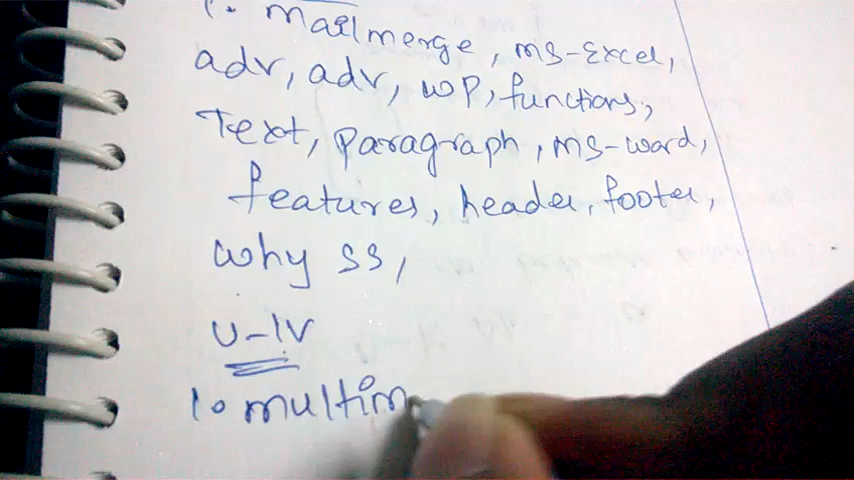 1. Mailmerge, ms-Excel,
adv, adv, WP, functions,
Text, paragraph, ms-word,
features, header, footer,
why ss,
U-IV
1. multim